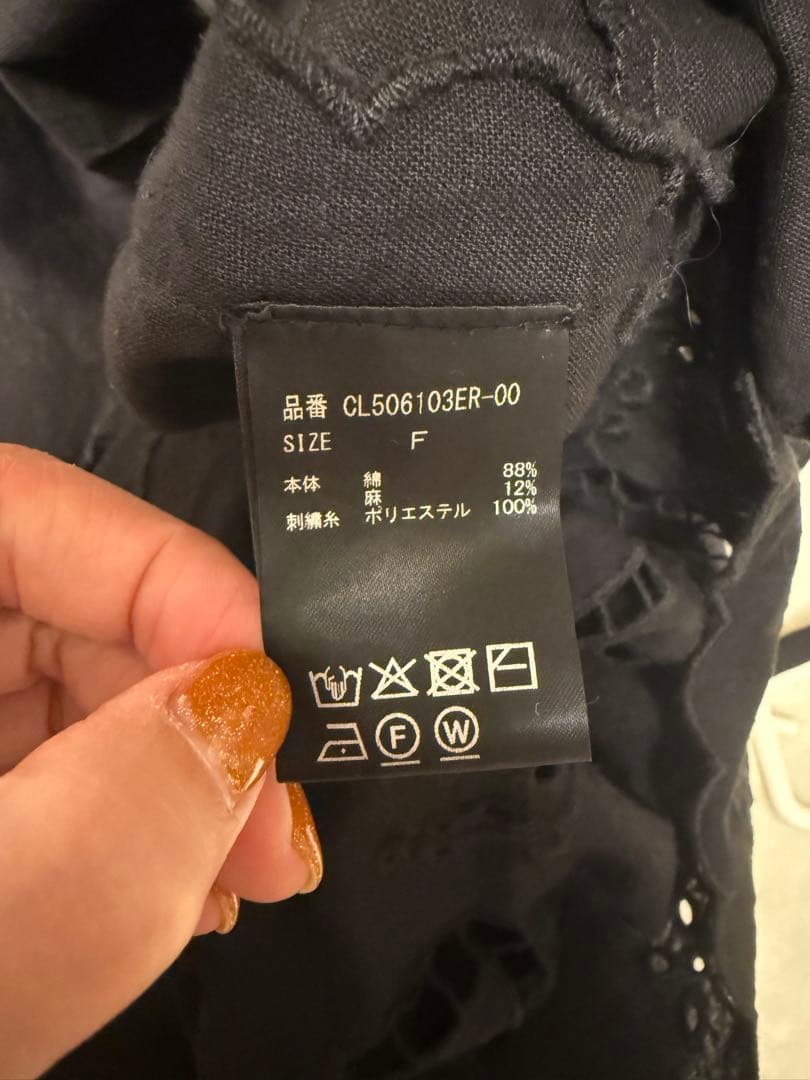 品番 CL506103ER-00
SIZE F
本体 綿 88%
麻 12%
刺繍糸 ポリエステル 100%
F W